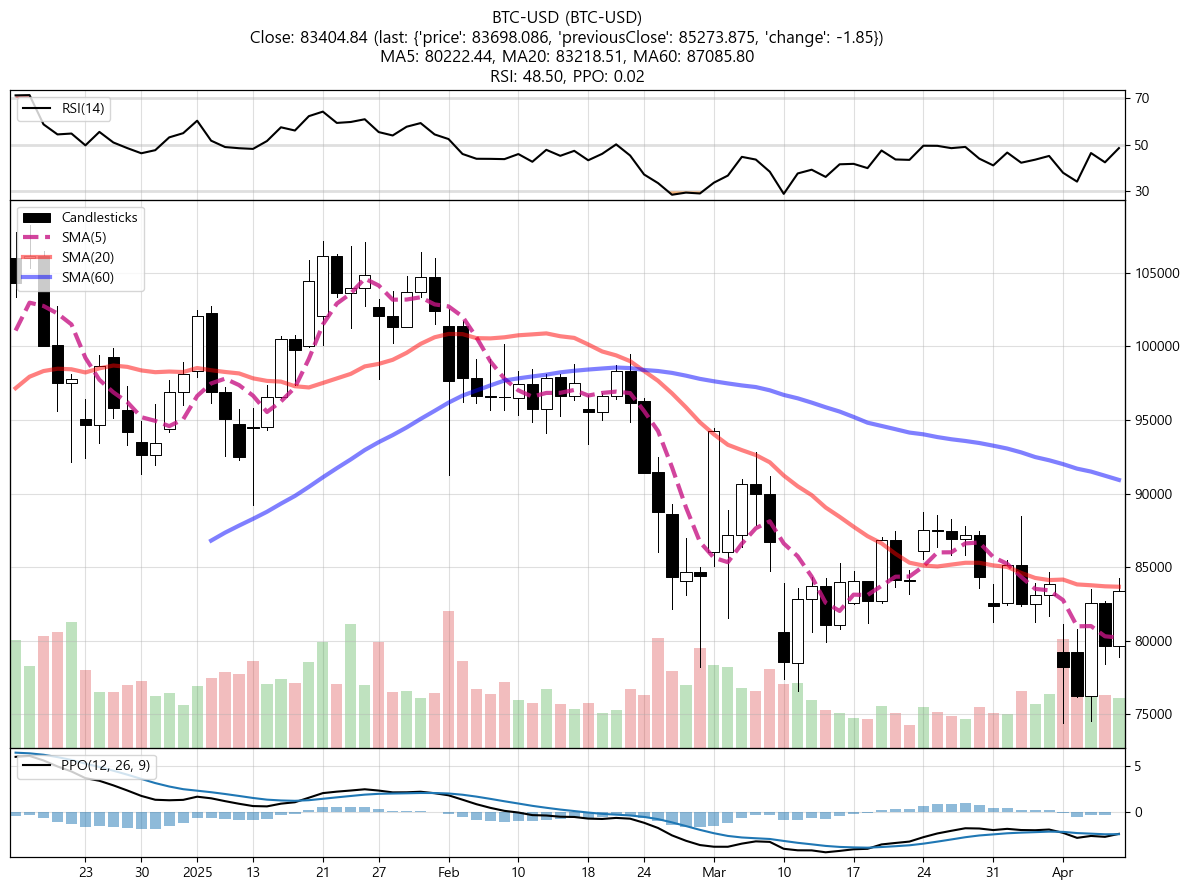 BTC-USD (BTC-USD)
Close: 83404.84 (last: {'price': 83698.086, 'previousClose': 85273.875, 'change': -1.85})
MA5: 80222.44, MA20: 83218.51, MA60: 87085.80
RSI: 48.50, PPO: 0.02
RSI(14)
70
50
30
Candlesticks
SMA(5)
SMA(20)
SMA(60)
105000
100000
95000
90000
85000
80000
75000
PPO(12, 26, 9)
5
0
23 30 2025 13 21 27 Feb 10 18 24 Mar 10 17 24 31 Apr